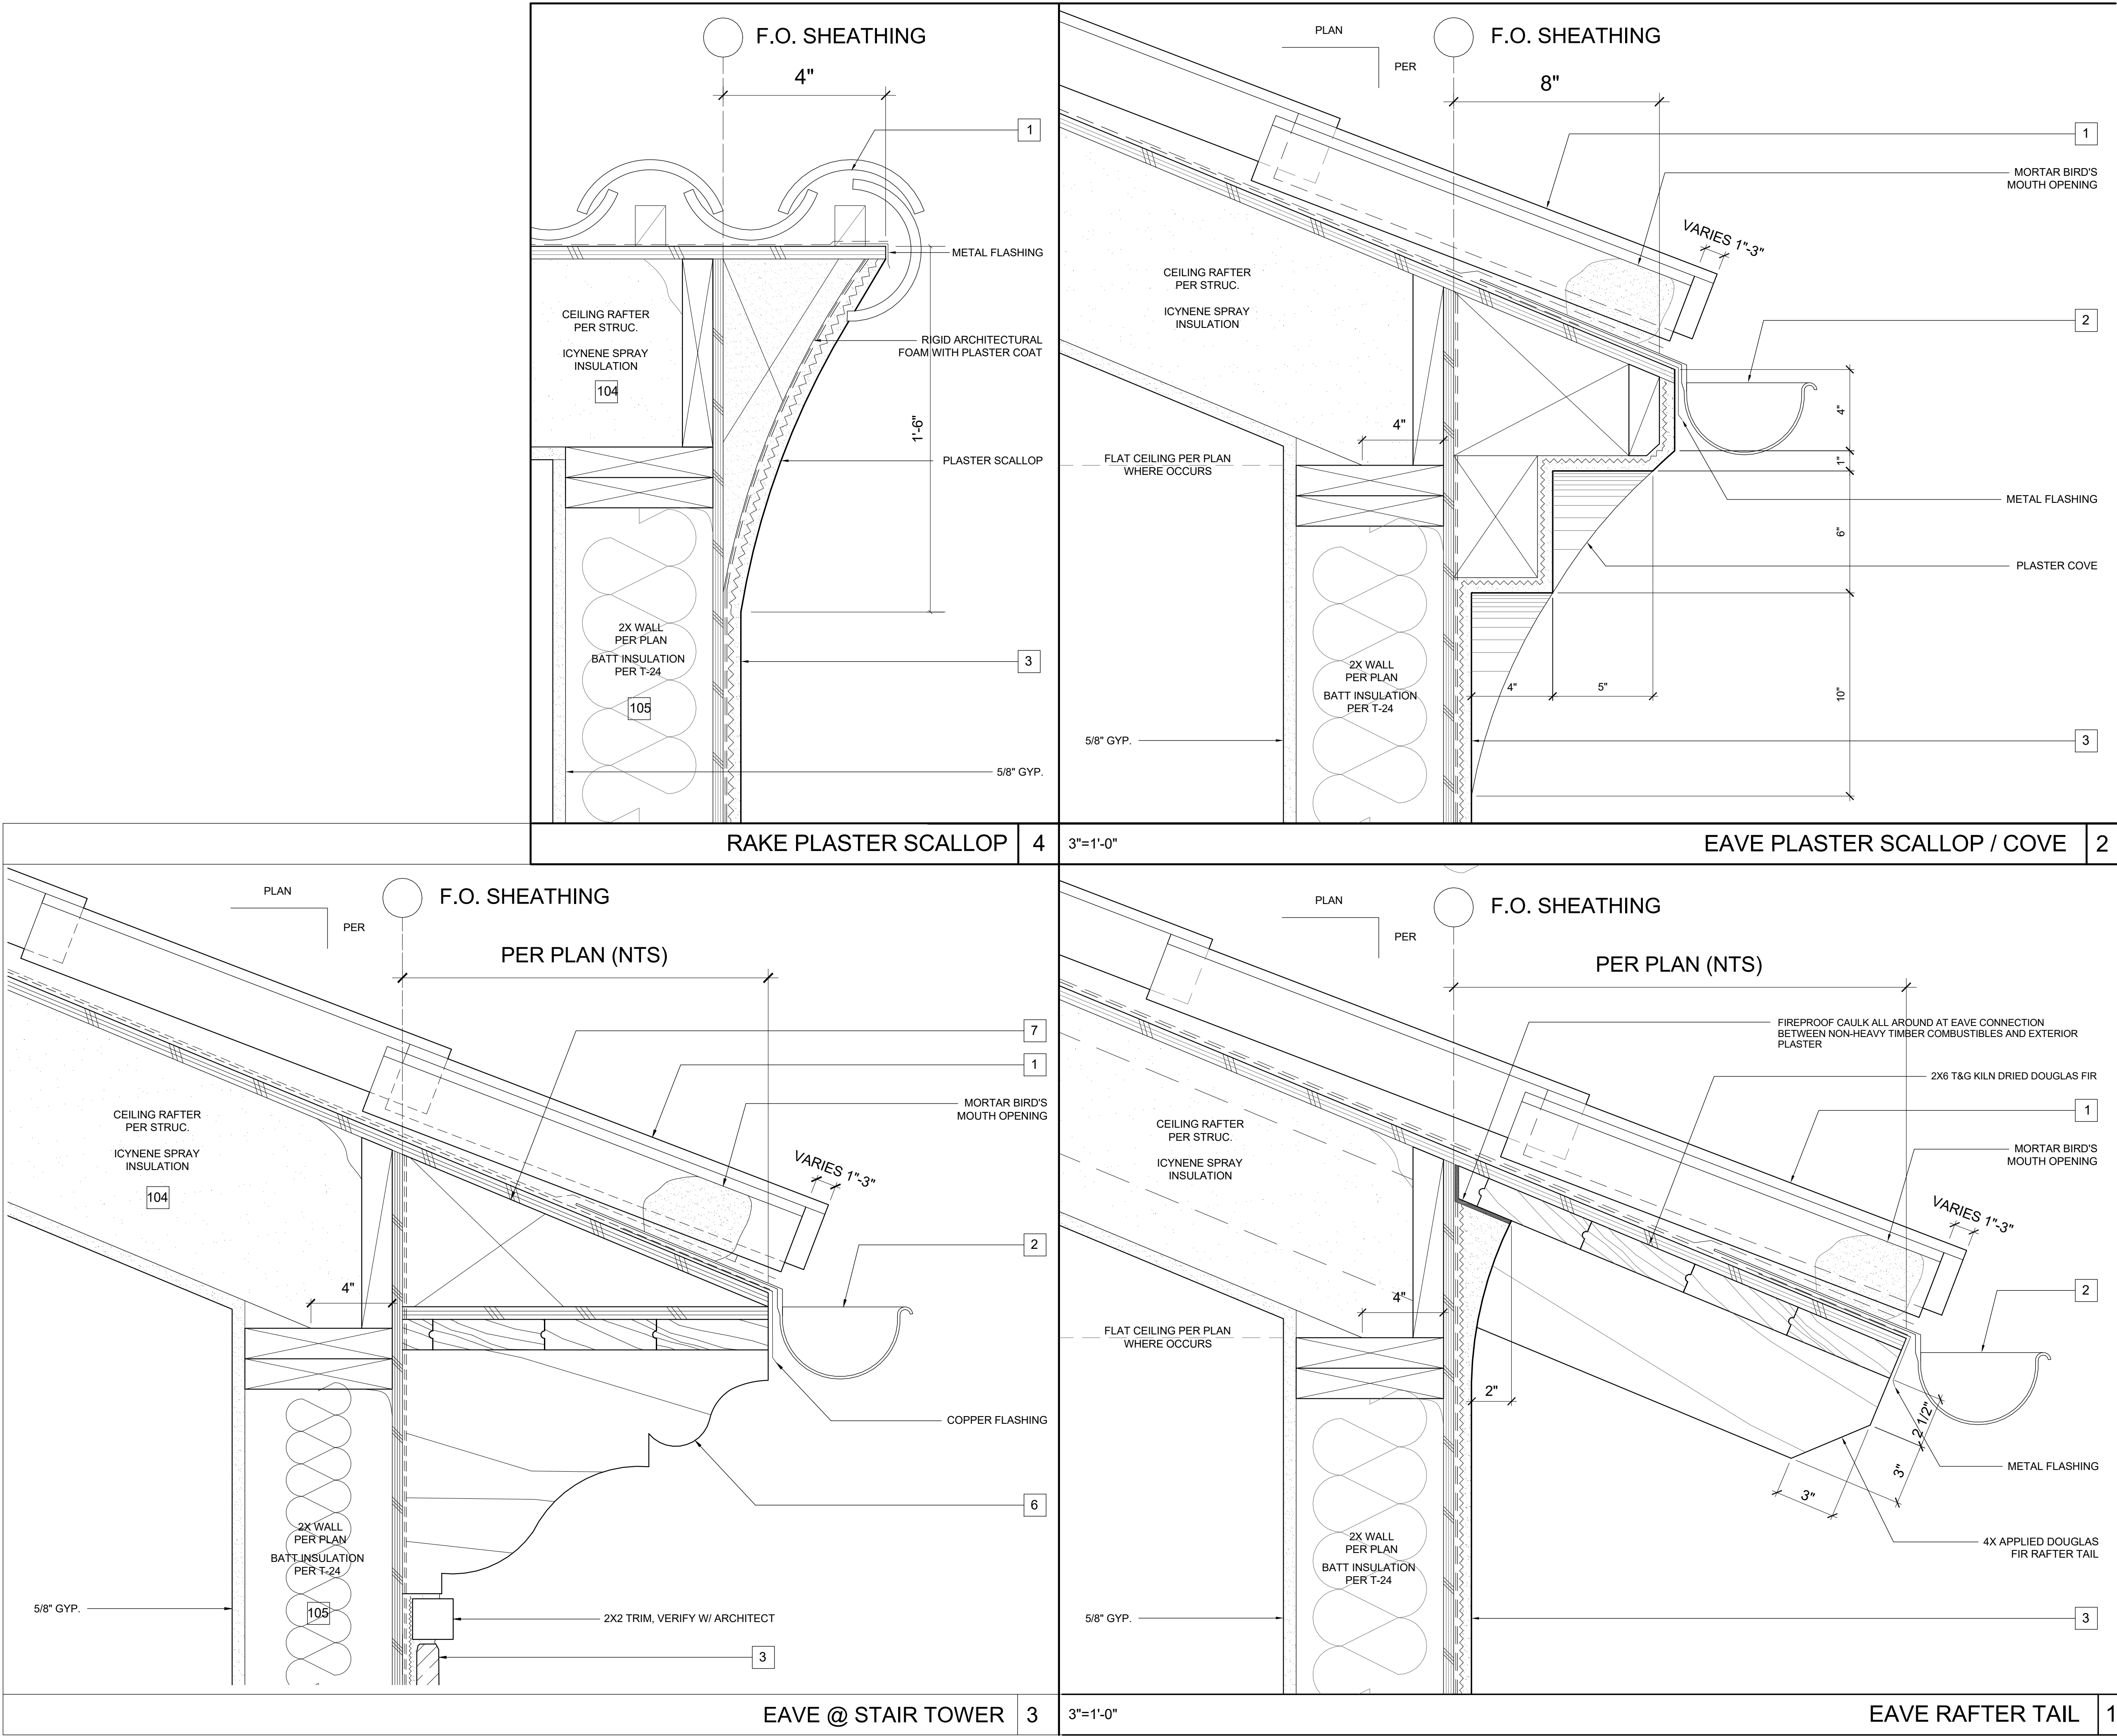 F.O. SHEATHING
4"
1
METAL FLASHING
CEILING RAFTER
PER STRUC.
ICYNENE SPRAY
INSULATION
104
RIGID ARCHITECTURAL
FOAM WITH PLASTER COAT
1'-6"
PLASTER SCALLOP
2X WALL
PER PLAN
BATT INSULATION
PER T-24
105
3
5/8" GYP.
RAKE PLASTER SCALLOP
4
PLAN
PER
F.O. SHEATHING
8"
1
MORTAR BIRD'S
MOUTH OPENING
VARIES 1"-3"
CEILING RAFTER
PER STRUC.
ICYNENE SPRAY
INSULATION
2
4"
4"
1"
FLAT CEILING PER PLAN
WHERE OCCURS
METAL FLASHING
6"
PLASTER COVE
2X WALL
PER PLAN
BATT INSULATION
PER T-24
4"
5"
10"
5/8" GYP.
3
3"=1'-0"
EAVE PLASTER SCALLOP / COVE
2
PLAN
PER
F.O. SHEATHING
PER PLAN (NTS)
7
1
MORTAR BIRD'S
MOUTH OPENING
VARIES 1"-3"
CEILING RAFTER
PER STRUC.
ICYNENE SPRAY
INSULATION
104
2
4"
COPPER FLASHING
6
2X WALL
PER PLAN
BATT INSULATION
PER T-24
105
5/8" GYP.
2X2 TRIM, VERIFY W/ ARCHITECT
3
EAVE @ STAIR TOWER
3
PLAN
PER
F.O. SHEATHING
PER PLAN (NTS)
FIREPROOF CAULK ALL AROUND AT EAVE CONNECTION
BETWEEN NON-HEAVY TIMBER COMBUSTIBLES AND EXTERIOR
PLASTER
2X6 T&G KILN DRIED DOUGLAS FIR
1
MORTAR BIRD'S
MOUTH OPENING
VARIES 1"-3"
CEILING RAFTER
PER STRUC.
ICYNENE SPRAY
INSULATION
2
4"
FLAT CEILING PER PLAN
WHERE OCCURS
2"
2 1/2"
3"
3"
METAL FLASHING
4X APPLIED DOUGLAS
FIR RAFTER TAIL
2X WALL
PER PLAN
BATT INSULATION
PER T-24
5/8" GYP.
3
3"=1'-0"
EAVE RAFTER TAIL
1